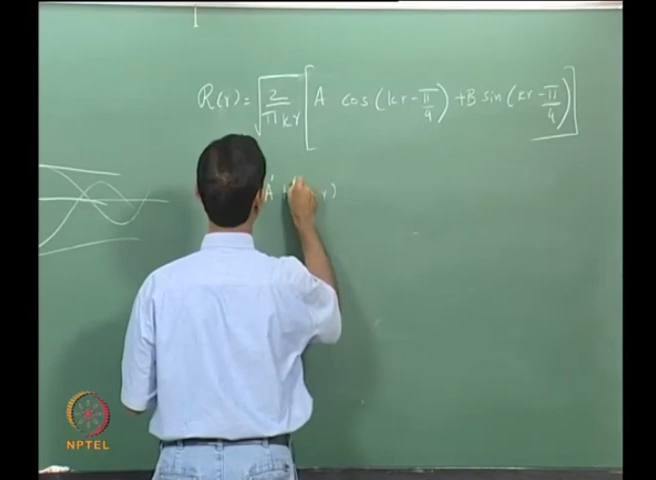 R(r) = √(2/πkr) [ A cos(kr - π/4) + B sin(kr - π/4) ]
A' r)
NPTEL